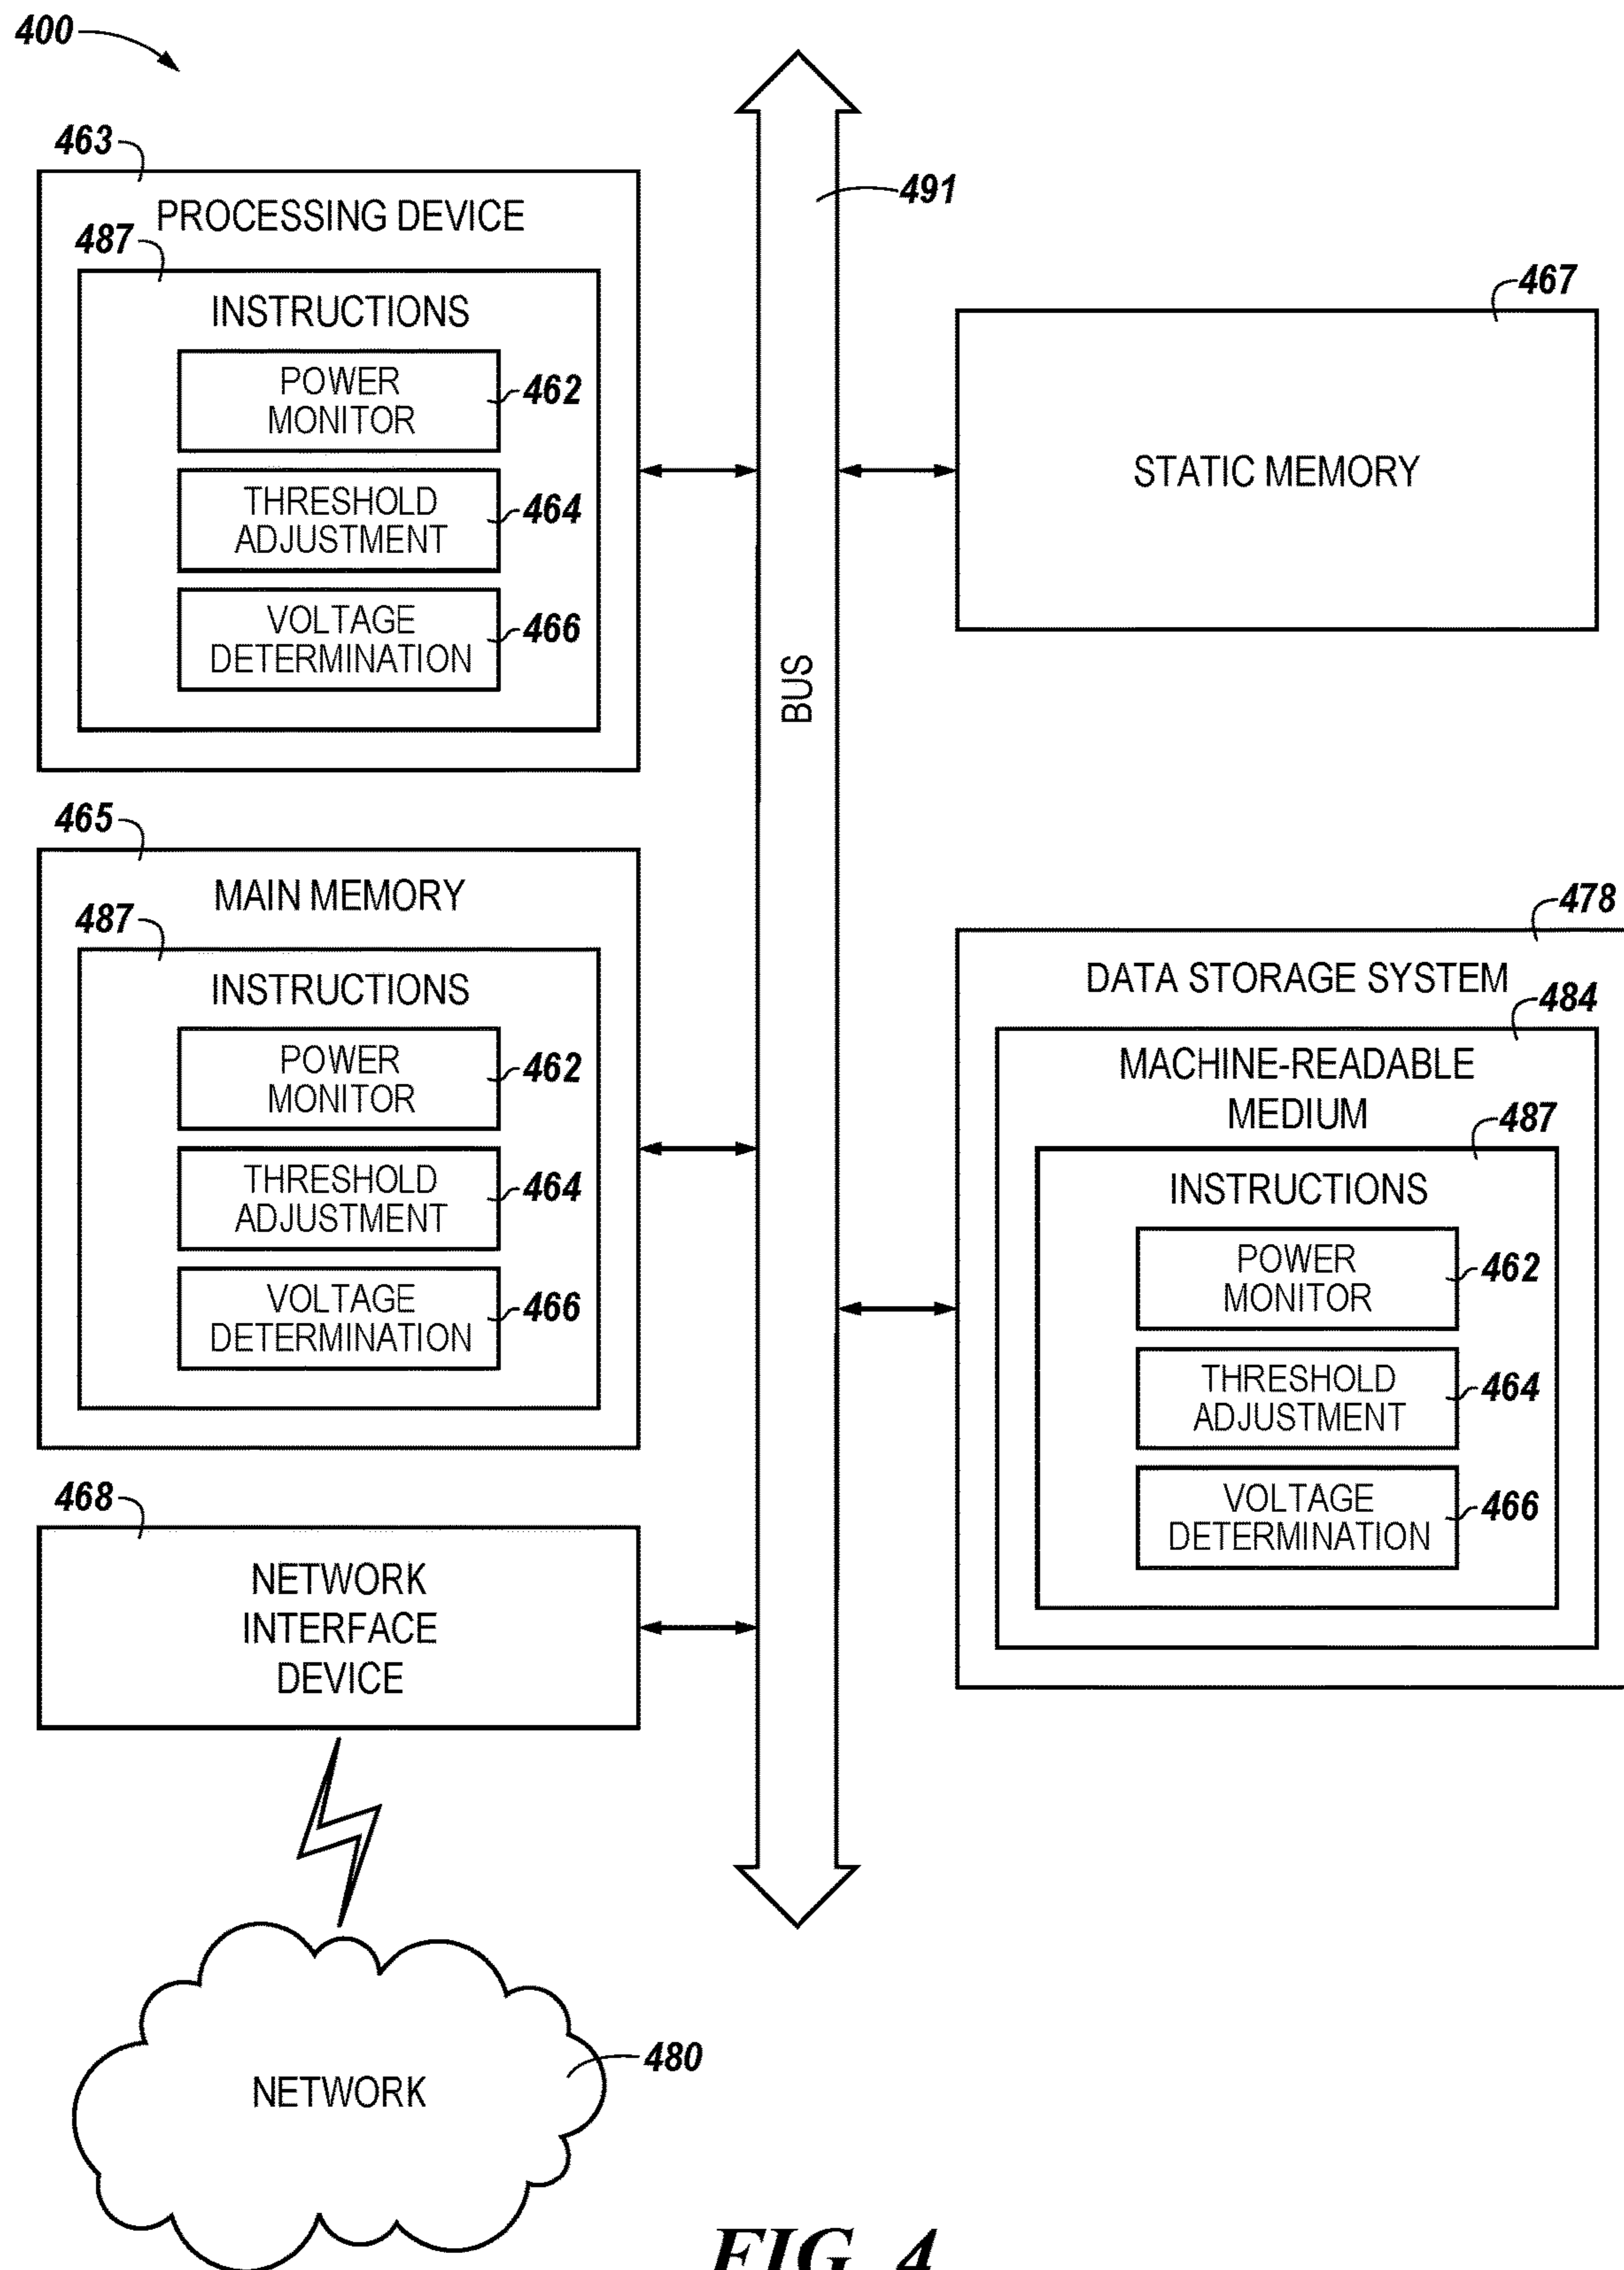 400
463
PROCESSING DEVICE
487
INSTRUCTIONS
POWER
MONITOR
462
THRESHOLD
ADJUSTMENT
464
VOLTAGE
DETERMINATION
466
491
BUS
467
STATIC MEMORY
465
MAIN MEMORY
487
INSTRUCTIONS
POWER
MONITOR
462
THRESHOLD
ADJUSTMENT
464
VOLTAGE
DETERMINATION
466
478
DATA STORAGE SYSTEM
484
MACHINE-READABLE
MEDIUM
487
INSTRUCTIONS
POWER
MONITOR
462
THRESHOLD
ADJUSTMENT
464
VOLTAGE
DETERMINATION
466
468
NETWORK
INTERFACE
DEVICE
480
NETWORK
FIG. 4